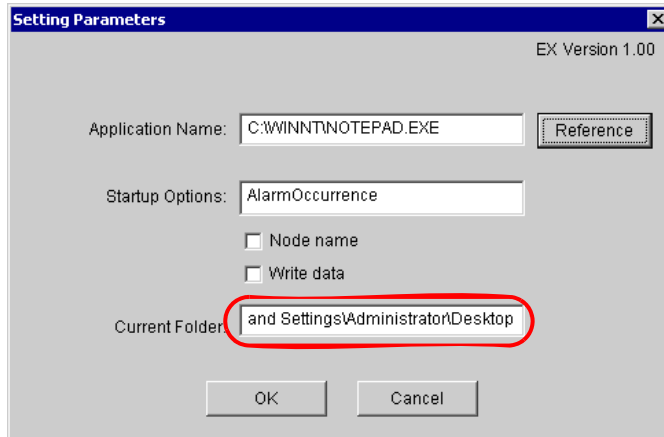 Setting Parameters
EX Version 1.00
Application Name: C:\WINNT\NOTEPAD.EXE Reference
Startup Options: AlarmOccurrence
Node name
Write data
Current Folder: and Settings\Administrator\Desktop
OK Cancel